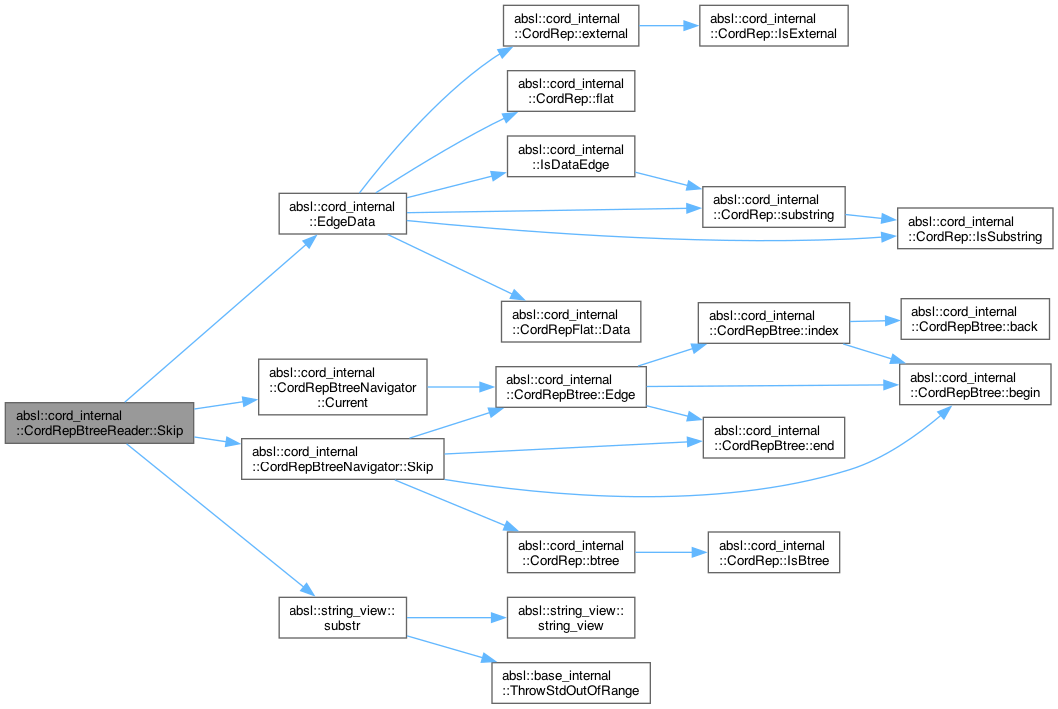 absl::cord_internal
::CordRepBtreeReader::Skip
absl::cord_internal
::EdgeData
absl::cord_internal
::CordRep::external
absl::cord_internal
::CordRep::IsExternal
absl::cord_internal
::CordRep::flat
absl::cord_internal
::IsDataEdge
absl::cord_internal
::CordRep::substring
absl::cord_internal
::CordRep::IsSubstring
absl::cord_internal
::CordRepFlat::Data
absl::cord_internal
::CordRepBtreeNavigator
::Current
absl::cord_internal
::CordRepBtree::Edge
absl::cord_internal
::CordRepBtree::index
absl::cord_internal
::CordRepBtree::back
absl::cord_internal
::CordRepBtree::begin
absl::cord_internal
::CordRepBtree::end
absl::cord_internal
::CordRepBtreeNavigator::Skip
absl::cord_internal
::CordRep::btree
absl::cord_internal
::CordRep::IsBtree
absl::string_view::
substr
absl::string_view::
string_view
absl::base_internal
::ThrowStdOutOfRange